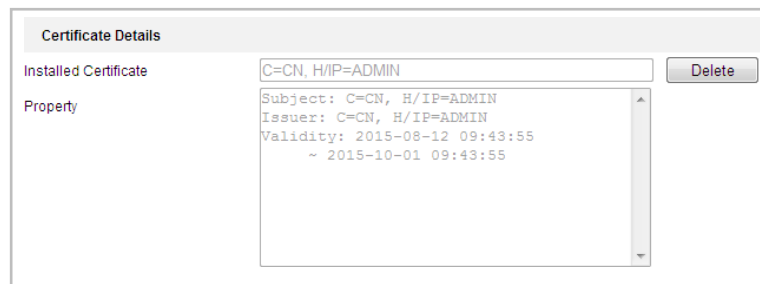 Certificate Details
Installed Certificate C=CN, H/IP=ADMIN Delete
Property Subject: C=CN, H/IP=ADMIN
Issuer: C=CN, H/IP=ADMIN
Validity: 2015-08-12 09:43:55
~ 2015-10-01 09:43:55